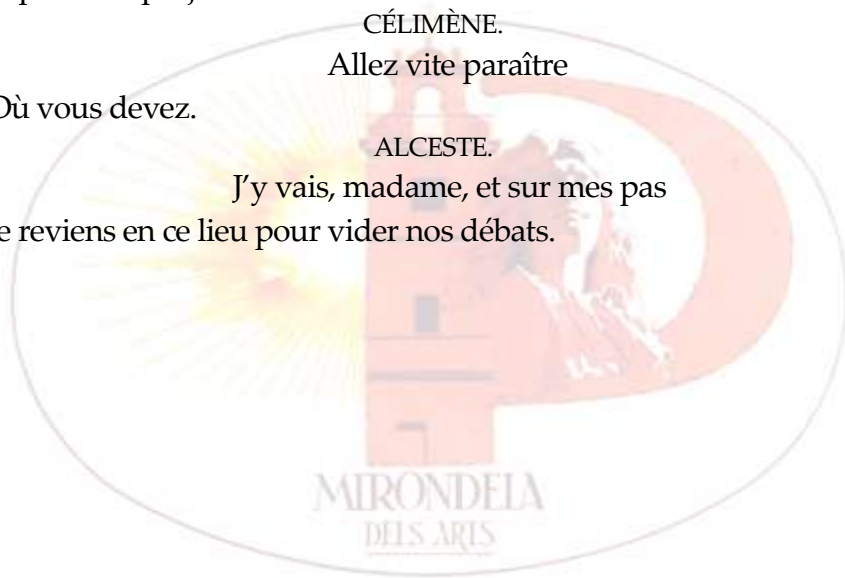 CÉLIMÈNE.
Allez vite paraître
Où vous devez.
ALCESTE.
J'y vais, madame, et sur mes pas
e reviens en ce lieu pour vider nos débats.
MIRONDELA
DELS ARTS